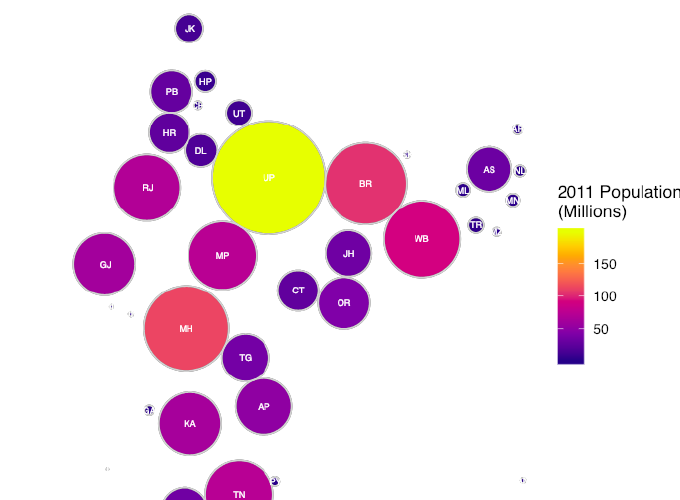 JK
HP
PB
UT
HR
DL
UP
BR
AS
NL
RJ
ML
MN
TR
WB
MP
JH
GJ
CT
OR
MH
TG
AP
KA
TN
2011 Population
(Millions)
150
100
50